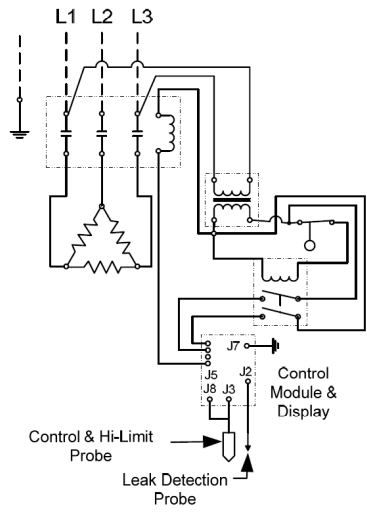 L1 L2 L3
J7
J5
J2
J8 J3
Control
Module &
Display
Control & Hi-Limit
Probe
Leak Detection
Probe